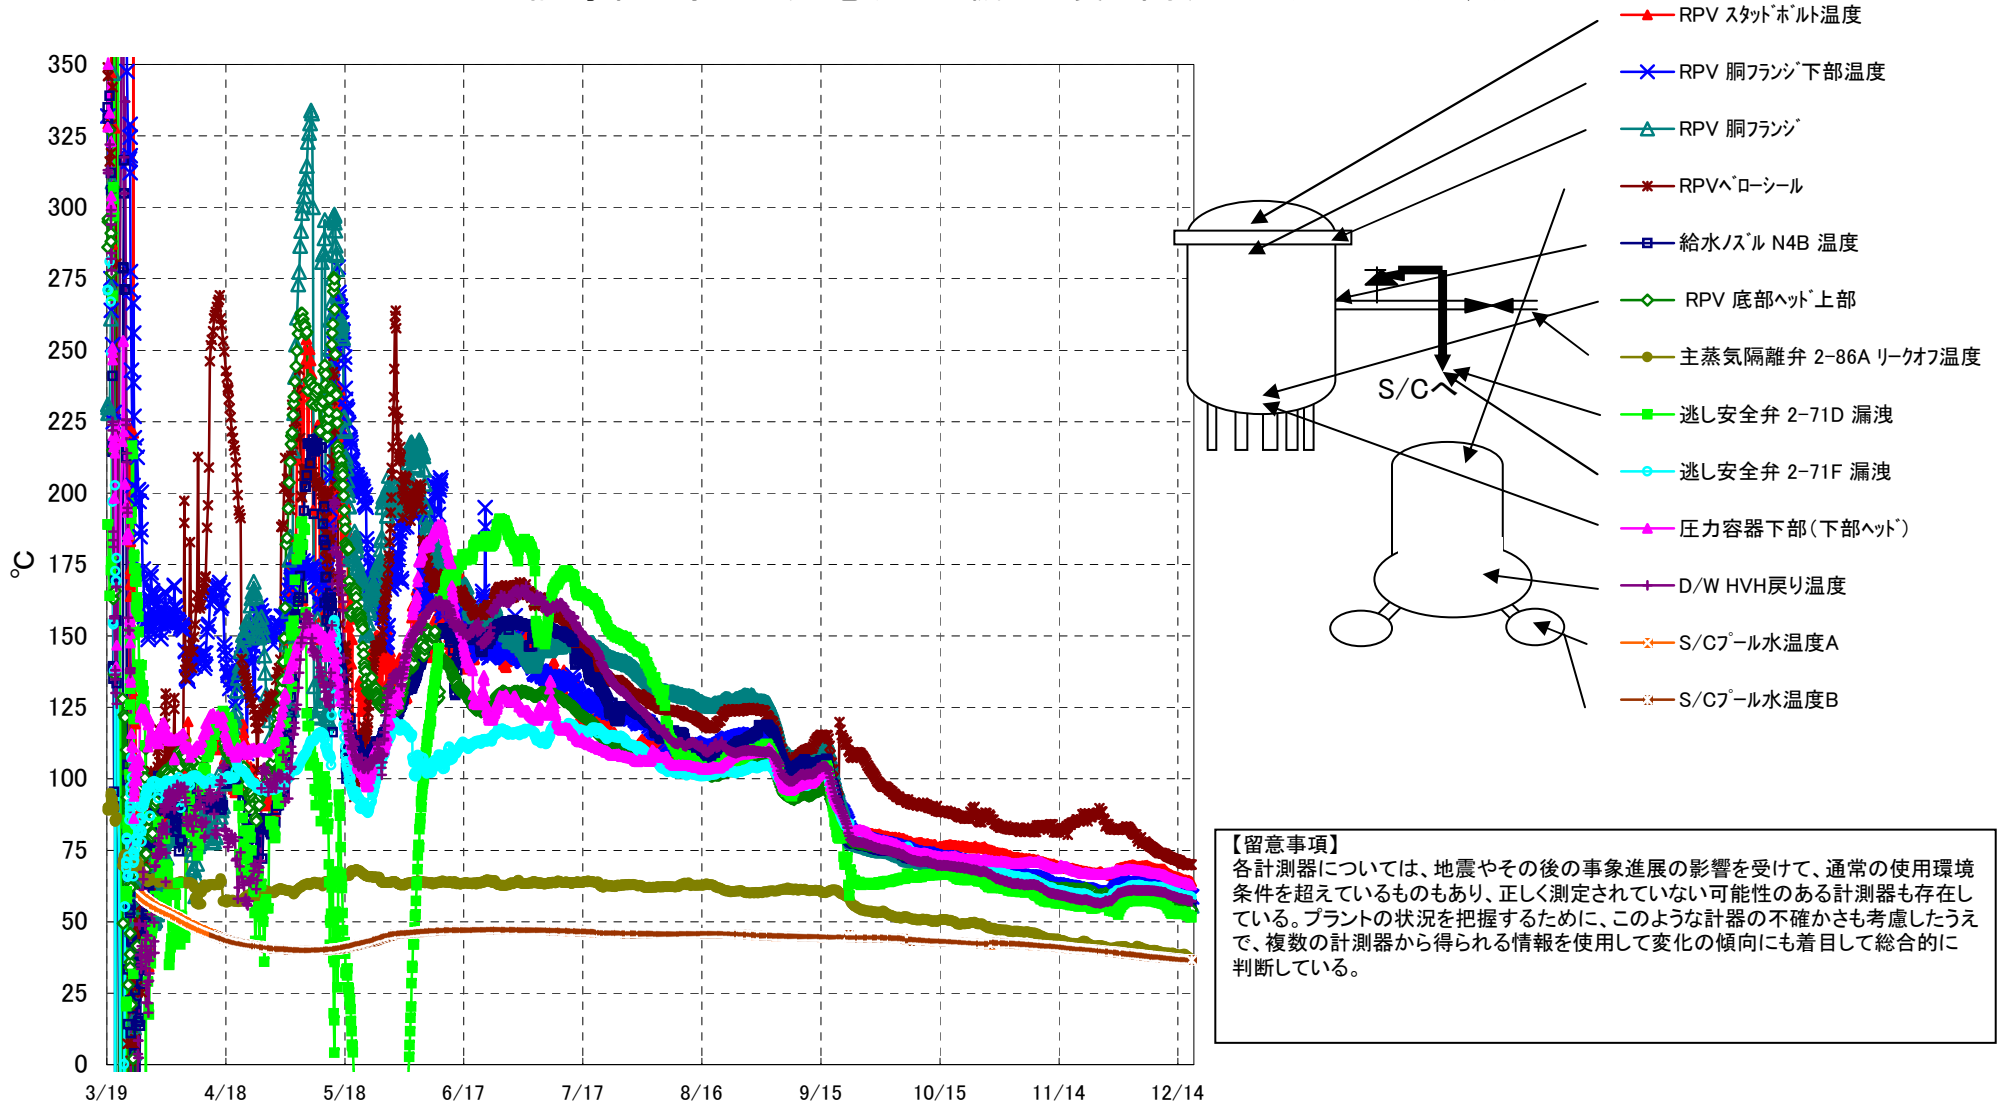 RPV スタッドボルト温度
RPV 胴フランジ下部温度
RPV 胴フランジ
RPVベローシール
給水ノズル N4B 温度
RPV 底部ヘッド上部
主蒸気隔離弁 2-86A リークオフ温度
逃し安全弁 2-71D 漏洩
逃し安全弁 2-71F 漏洩
圧力容器下部(下部ヘッド)
D/W HVH戻り温度
S/Cプール水温度A
S/Cプール水温度B
℃
350
325
300
275
250
225
200
175
150
125
100
75
50
25
0
3/19
4/18
5/18
6/17
7/17
8/16
9/15
10/15
11/14
12/14
S/Cへ
【留意事項】
各計測器については、地震やその後の事象進展の影響を受けて、通常の使用環境
条件を超えているものもあり、正しく測定されていない可能性のある計測器も存在し
ている。プラントの状況を把握するために、このような計器の不確かさも考慮したうえ
で、複数の計測器から得られる情報を使用して変化の傾向にも着目して総合的に
判断している。